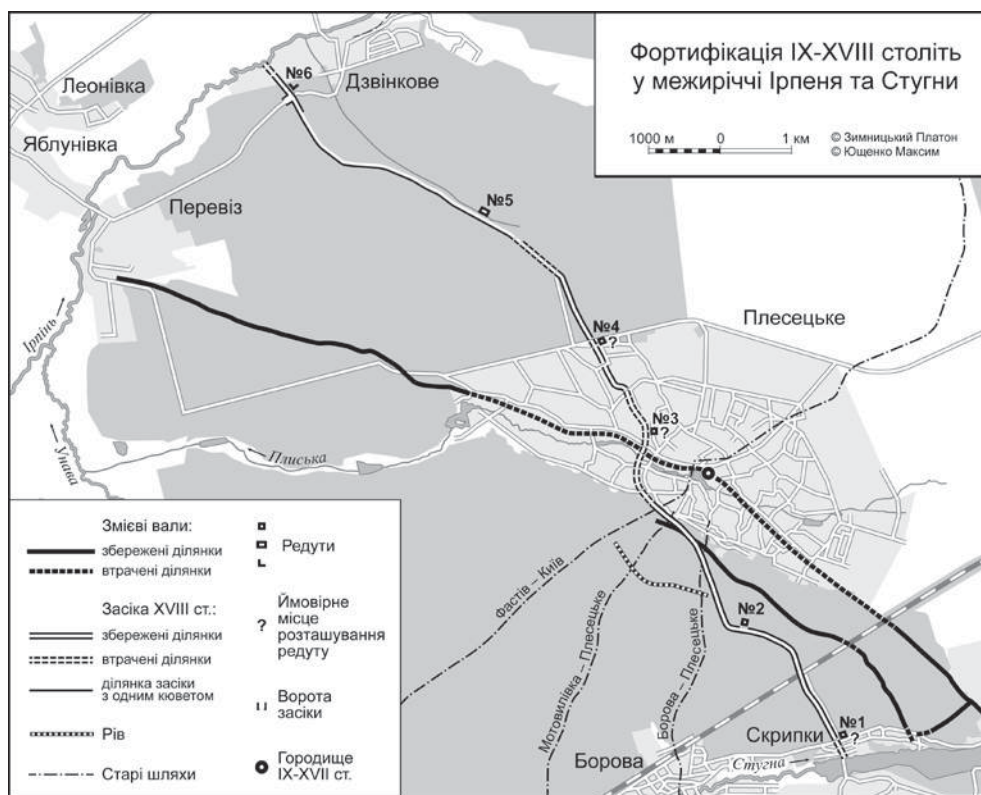 Фортифікація IX-XVIII століть
у межиріччі Ірпеня та Стугни
1000 м 0 1 км
© Зимницький Платон
© Ющенко Максим
№6
Дзвінкове
Леонівка
Яблунівка
Перевіз
№5
Ірпінь
№4
?
Плесецьке
№3
?
Унава
Плиська
Фастів – Київ
Мотовилівка – Плесецьке
Борова – Плесецьке
№2
№1
?
Скрипки
Борова
Стугна
Змієві вали:
збережені ділянки
втрачені ділянки
Засіка XVIII ст.:
збережені ділянки
втрачені ділянки
ділянка засіки
з одним кюветом
Рів
Старі шляхи
Редути
?
Ймовірне
місце
розташування
редуту
Ворота
засіки
Городище
IX-XVII ст.